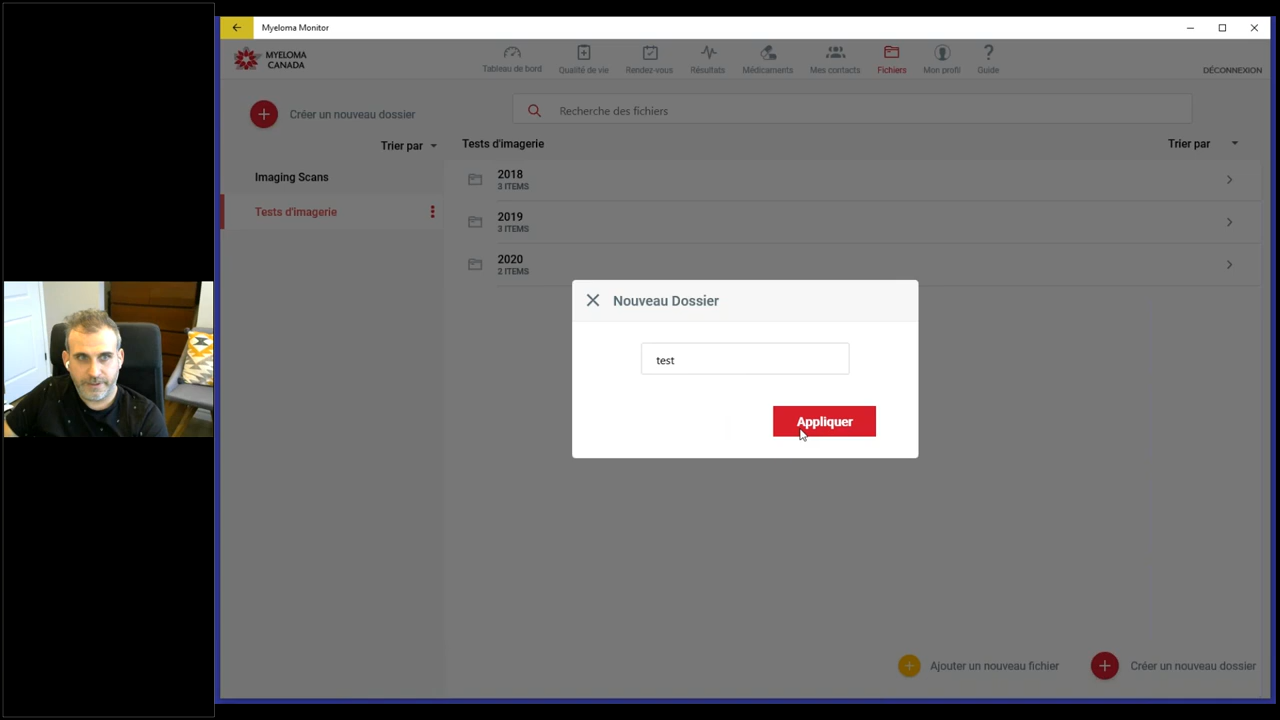 Myeloma Monitor
MYELOMA
CANADA
Tableau de bord
Qualité de vie
Rendez-vous
Résultats
Médicaments
Mes contacts
Fichiers
Mon profil
Guide
DÉCONNEXION
Créer un nouveau dossier
Recherche des fichiers
Trier par
Tests d'imagerie
Trier par
Imaging Scans
Tests d'imagerie
2018
3 ITEMS
2019
3 ITEMS
2020
2 ITEMS
Nouveau Dossier
test
Appliquer
Ajouter un nouveau fichier
Créer un nouveau dossier